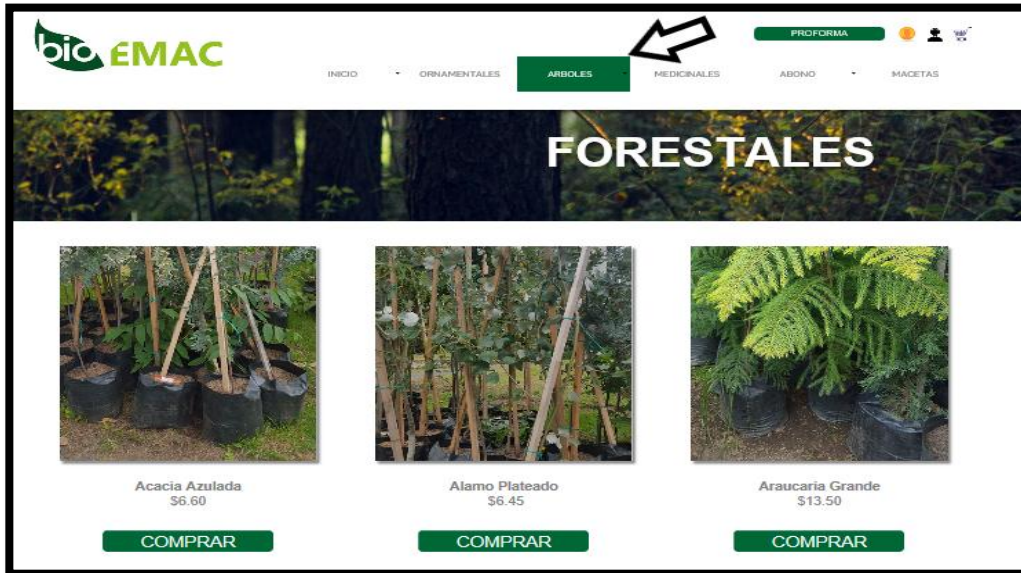 bio EMAC
PROFORMA
INICIO ORNAMENTALES ARBOLES MEDICINALES ABONO MACETAS
FORESTALES
Acacia Azulada Alamo Plateado Araucaria Grande
$6.60 $6.45 $13.50
COMPRAR COMPRAR COMPRAR